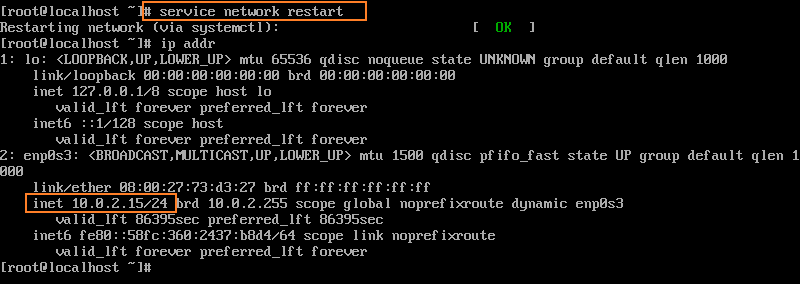 [root@localhost ~]# service network restart
Restarting network (via systemctl):                        [  OK  ]
[root@localhost ~]# ip addr
1: lo: <LOOPBACK,UP,LOWER_UP> mtu 65536 qdisc noqueue state UNKNOWN group default qlen 1000
    link/loopback 00:00:00:00:00:00 brd 00:00:00:00:00:00
    inet 127.0.0.1/8 scope host lo
       valid_lft forever preferred_lft forever
    inet6 ::1/128 scope host
       valid_lft forever preferred_lft forever
2: enp0s3: <BROADCAST,MULTICAST,UP,LOWER_UP> mtu 1500 qdisc pfifo_fast state UP group default qlen 1
000
    link/ether 08:00:27:73:d3:27 brd ff:ff:ff:ff:ff:ff
    inet 10.0.2.15/24 brd 10.0.2.255 scope global noprefixroute dynamic enp0s3
       valid_lft 86395sec preferred_lft 86395sec
    inet6 fe80::58fc:360:2437:b8d4/64 scope link noprefixroute
       valid_lft forever preferred_lft forever
[root@localhost ~]#